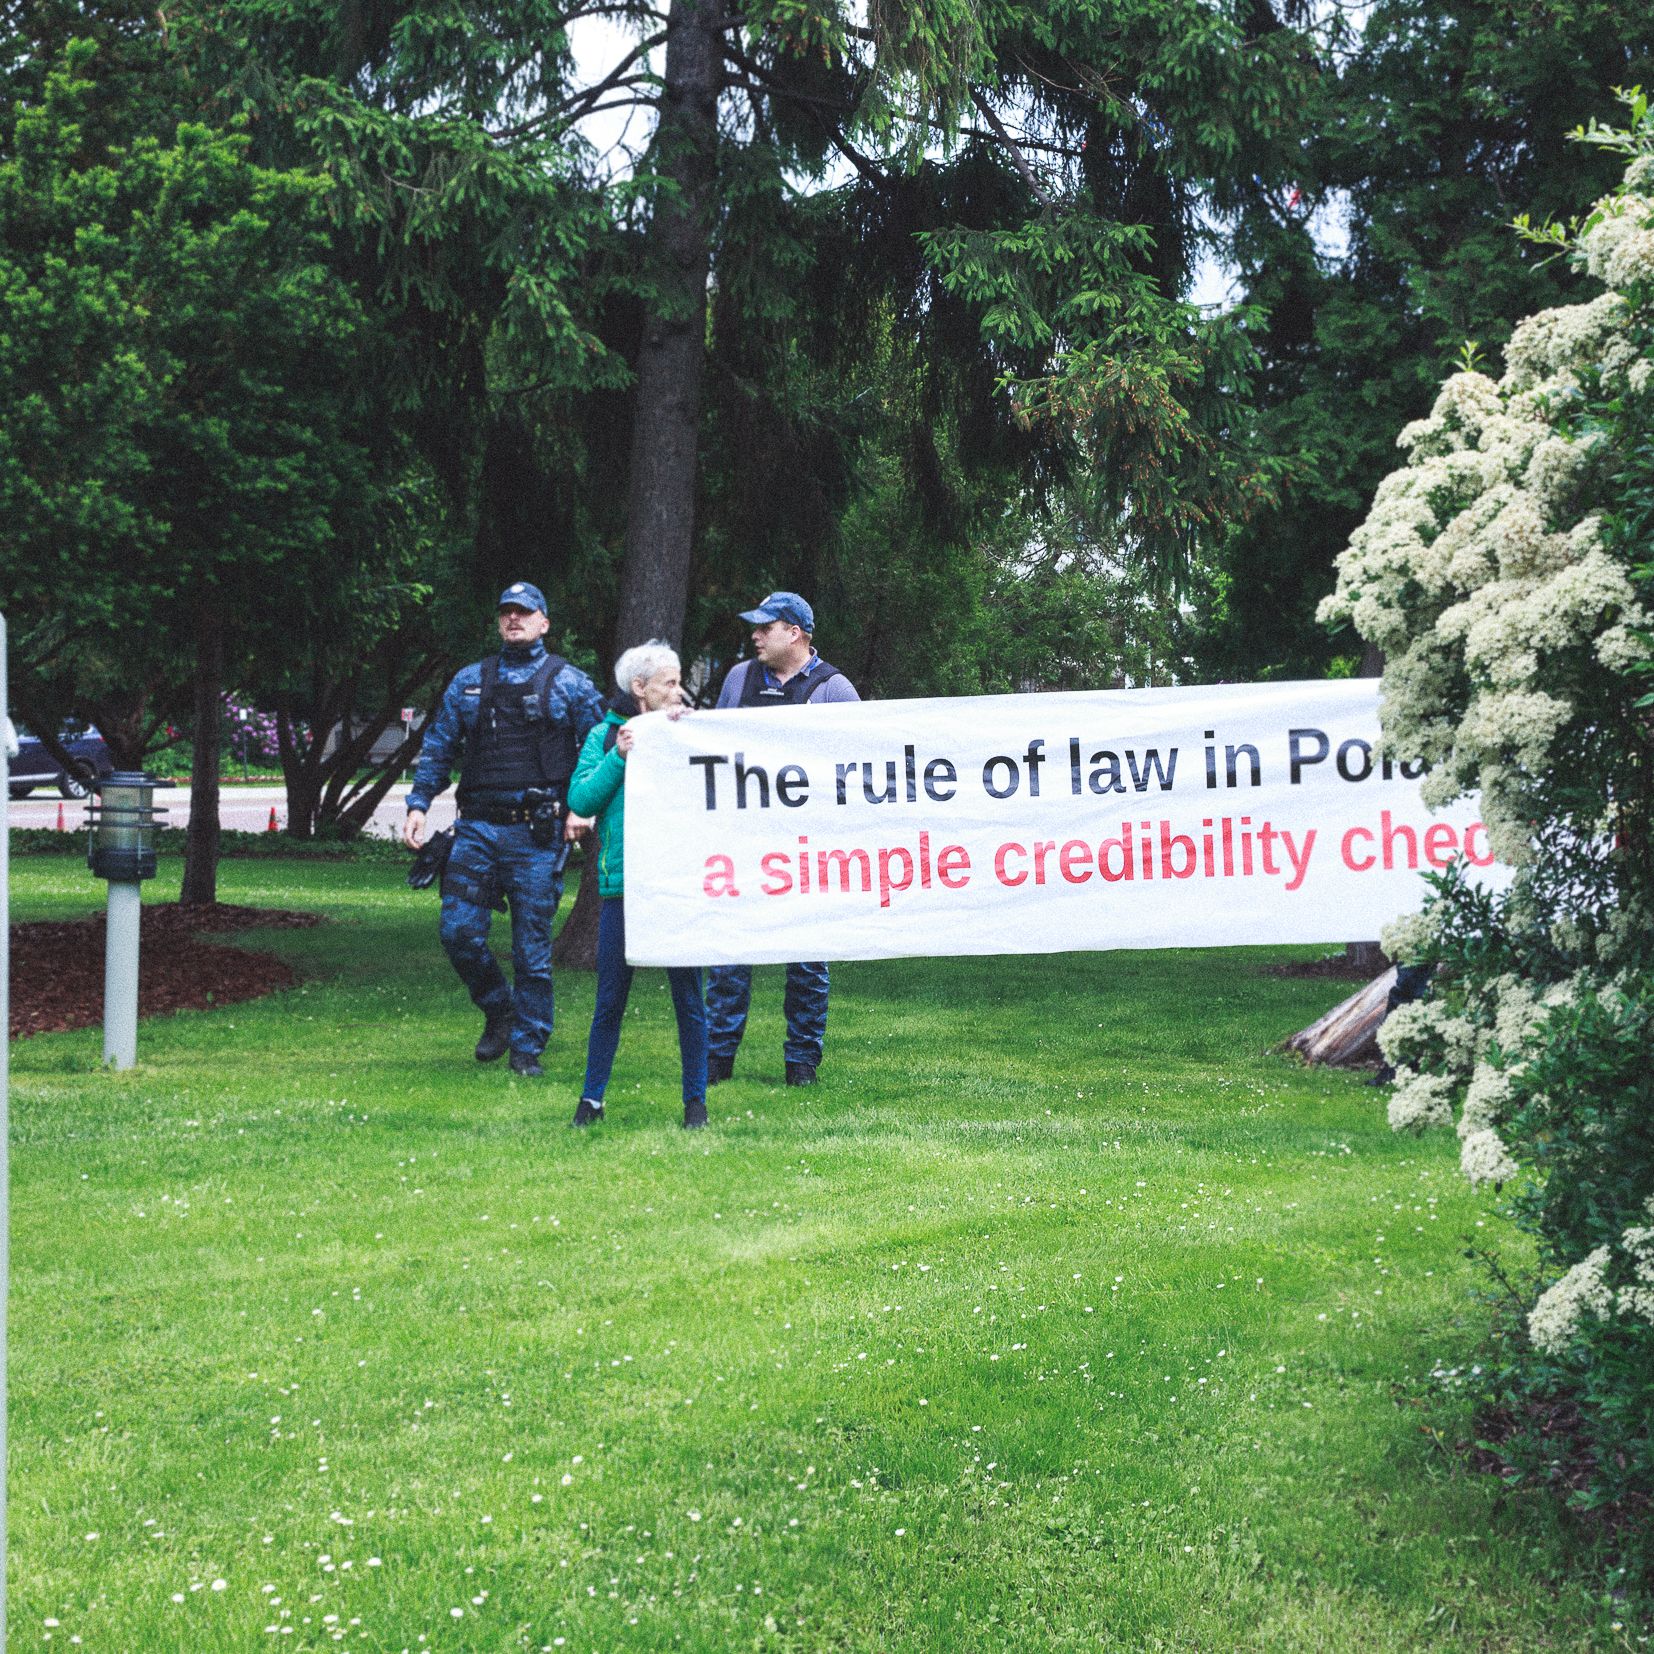 The rule of law in Pola
a simple credibility chec